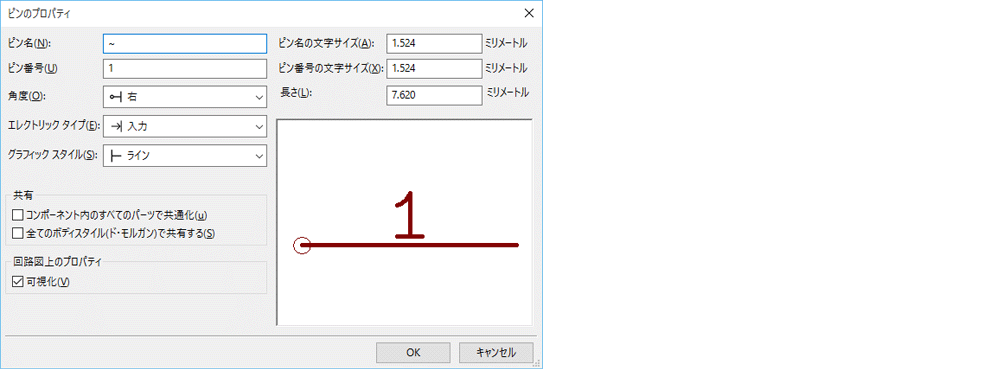 ピンのプロパティ
ピン名(N): ~
ピン番号(U) 1
角度(O): 右
エレクトリック タイプ(E): 入力
グラフィック スタイル(S): ライン
ピン名の文字サイズ(A): 1.524 ミリメートル
ピン番号の文字サイズ(X): 1.524 ミリメートル
長さ(L): 7.620 ミリメートル
共有
コンポーネント内のすべてのパーツで共通化(u)
全てのボディスタイル(ド・モルガン)で共有する(S)
回路図上のプロパティ
可視化(V)
1
OK キャンセル